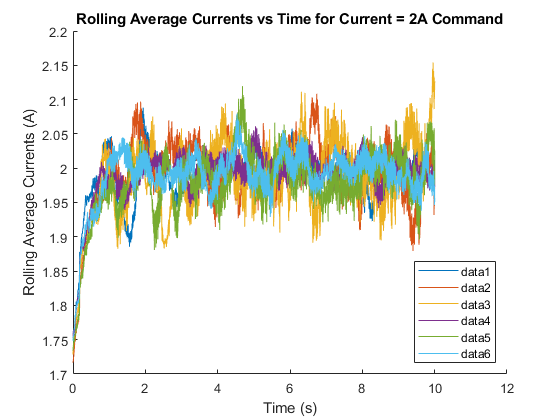 Rolling Average Currents vs Time for Current = 2A Command
Rolling Average Currrents (A)
2.2
2.15
2.1
2.05
2
1.95
1.9
1.85
1.8
1.75
1.7
0 2 4 6 8 10 12
Time (s)
data1
data2
data3
data4
data5
data6